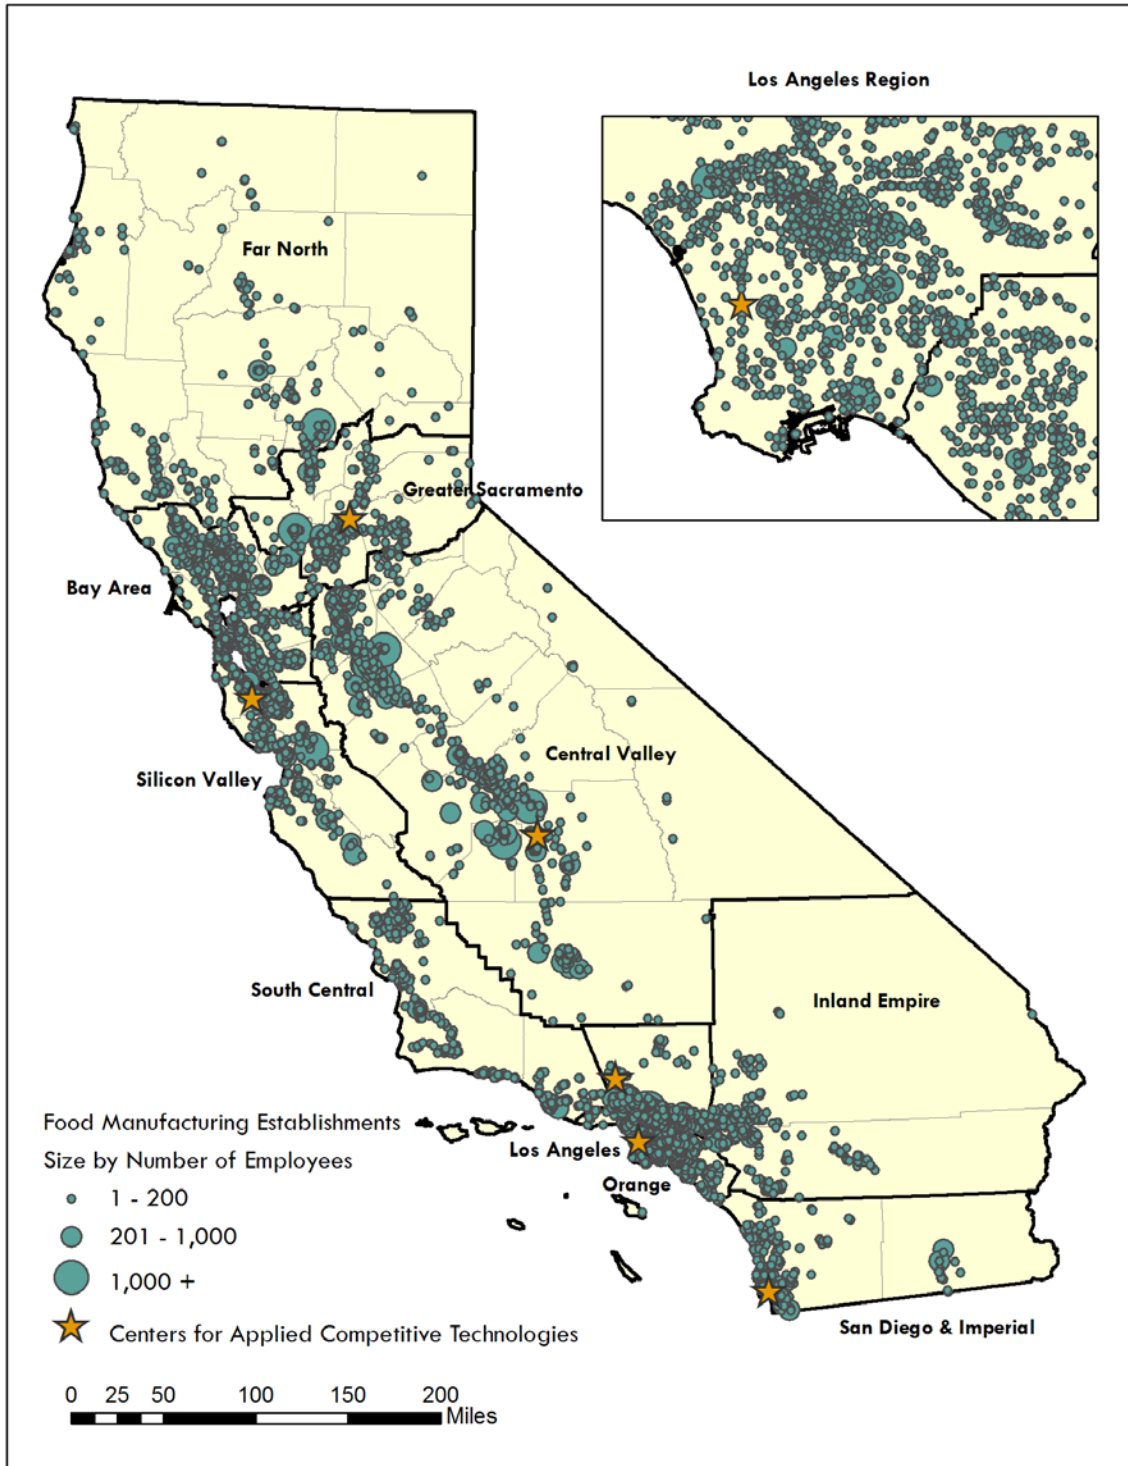 Los Angeles Region
Far North
Greater Sacramento
Bay Area
Central Valley
Silicon Valley
South Central
Inland Empire
Food Manufacturing Establishments
Size by Number of Employees
Los Angeles
Orange
1 - 200
201 - 1,000
1,000 +
Centers for Applied Competitive Technologies
San Diego & Imperial
0 25 50 100 150 200
Miles